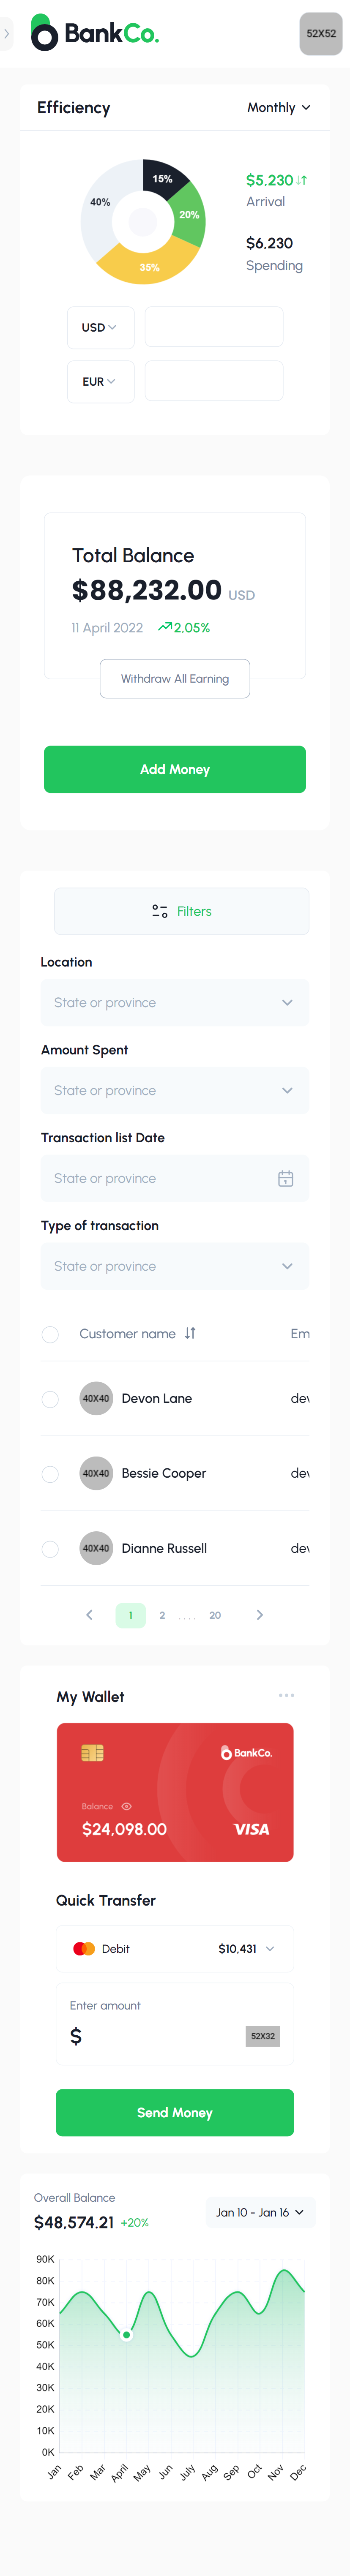 BankCo.
52X52
Efficiency
Monthly
15%
20%
35%
40%
$5,230
Arrival
$6,230
Spending
USD
EUR
Total Balance
$88,232.00 USD
11 April 2022 2,05%
Withdraw All Earning
Add Money
Filters
Location
State or province
Amount Spent
State or province
Transaction list Date
State or province
Type of transaction
State or province
Customer name Em
40X40 Devon Lane dev
40X40 Bessie Cooper dev
40X40 Dianne Russell dev
1 2 .... 20
My Wallet
BankCo.
Balance
$24,098.00 VISA
Quick Transfer
Debit $10,431
Enter amount
$ 52X32
Send Money
Overall Balance
$48,574.21 +20%
Jan 10 - Jan 16
90K
80K
70K
60K
50K
40K
30K
20K
10K
0K
Jan Feb Mar April May Jun July Aug Sep Oct Nov Dec